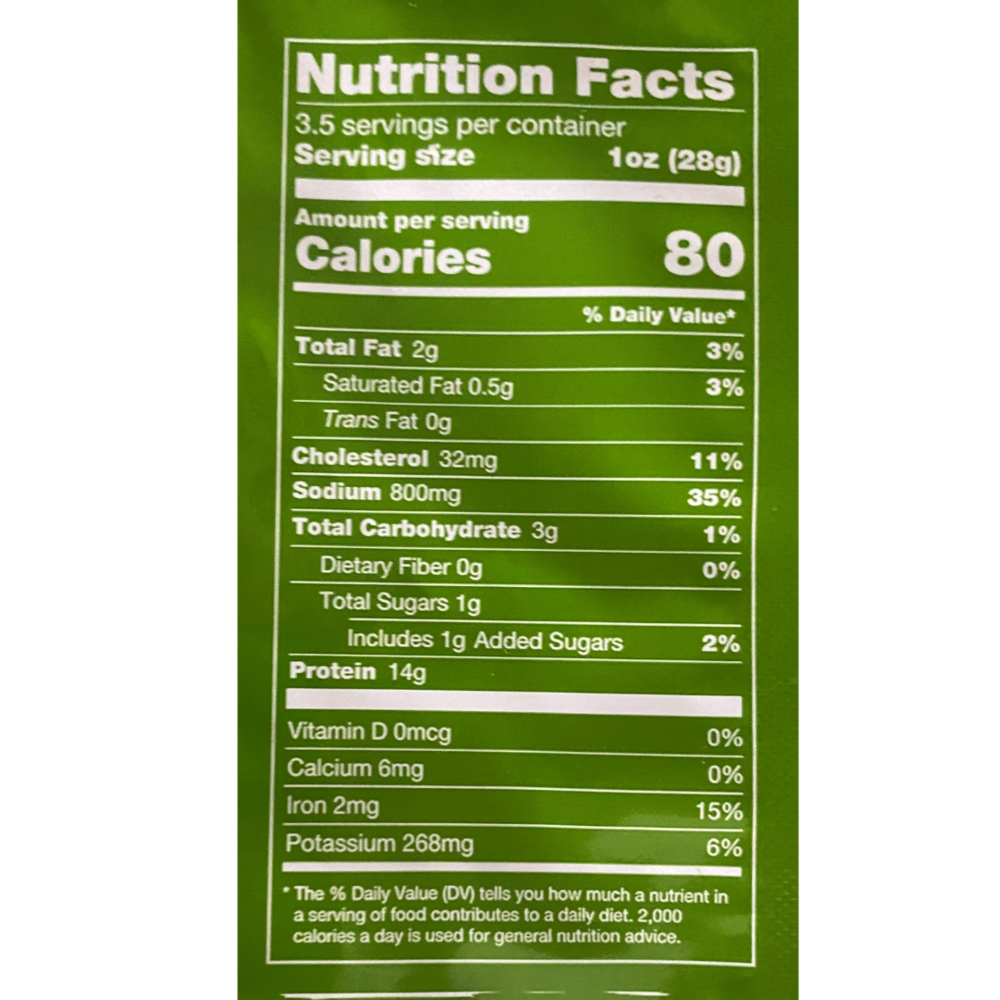 Nutrition Facts
3.5 servings per container
Serving size 1oz (28g)
Amount per serving
Calories 80
% Daily Value*
Total Fat 2g 3%
Saturated Fat 0.5g 3%
Trans Fat 0g
Cholesterol 32mg 11%
Sodium 800mg 35%
Total Carbohydrate 3g 1%
Dietary Fiber 0g 0%
Total Sugars 1g
Includes 1g Added Sugars 2%
Protein 14g
Vitamin D 0mcg 0%
Calcium 6mg 0%
Iron 2mg 15%
Potassium 268mg 6%
* The % Daily Value (DV) tells you how much a nutrient in
a serving of food contributes to a daily diet. 2,000
calories a day is used for general nutrition advice.